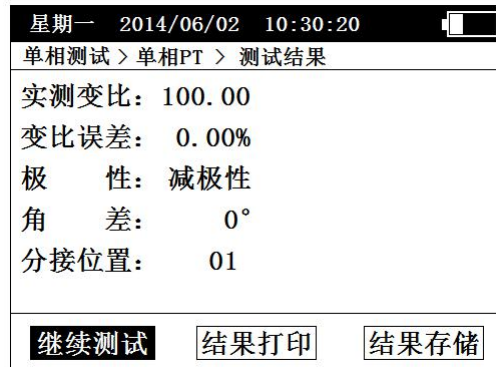 星期一 2014/06/02 10:30:20
单相测试 > 单相PT > 测试结果
实测变比: 100.00
变比误差: 0.00%
极 性: 减极性
角 差: 0°
分接位置: 01
继续测试 结果打印 结果存储